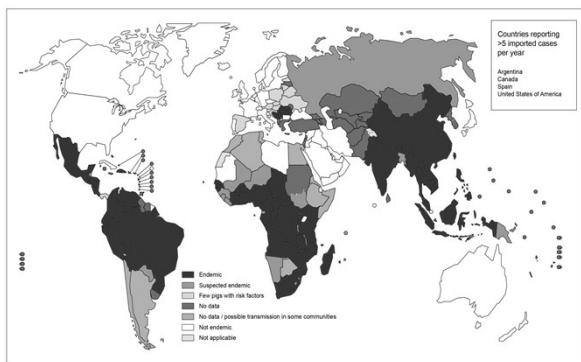 Countries reporting
>5 imported cases
per year
Argentina
Canada
Spain
United States of America
Endemic
Suspected endemic
Few pigs with risk factors
No data
No data / possible transmission in some communities
Not endemic
Not applicable